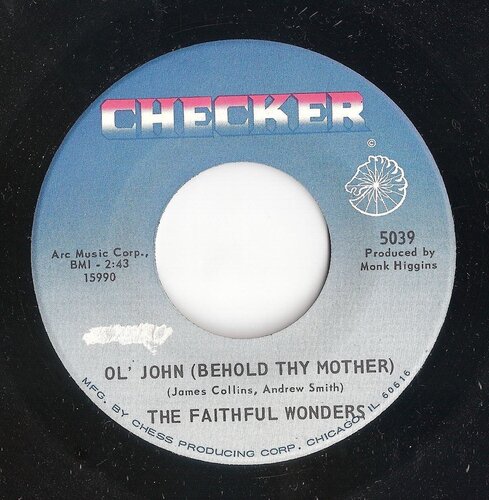 CHECKER
©
5039
Produced by
Monk Higgins
Arc Music Corp.,
BMI - 2:43
15990
OL' JOHN (BEHOLD THY MOTHER)
(James Collins, Andrew Smith)
THE FAITHFUL WONDERS
MFG. BY CHESS PRODUCING CORP. CHICAGO, IL 60616